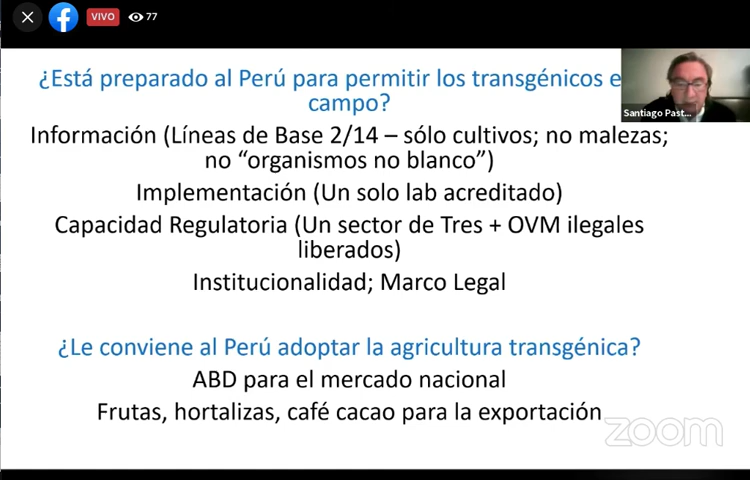 VIVO 77
¿Está preparado al Perú para permitir los transgénicos e
campo?
Santiago Past...
Información (Líneas de Base 2/14 – sólo cultivos; no malezas;
no “organismos no blanco”)
Implementación (Un solo lab acreditado)
Capacidad Regulatoria (Un sector de Tres + OVM ilegales
liberados)
Institucionalidad; Marco Legal
¿Le conviene al Perú adoptar la agricultura transgénica?
ABD para el mercado nacional
Frutas, hortalizas, café cacao para la exportación
zoom